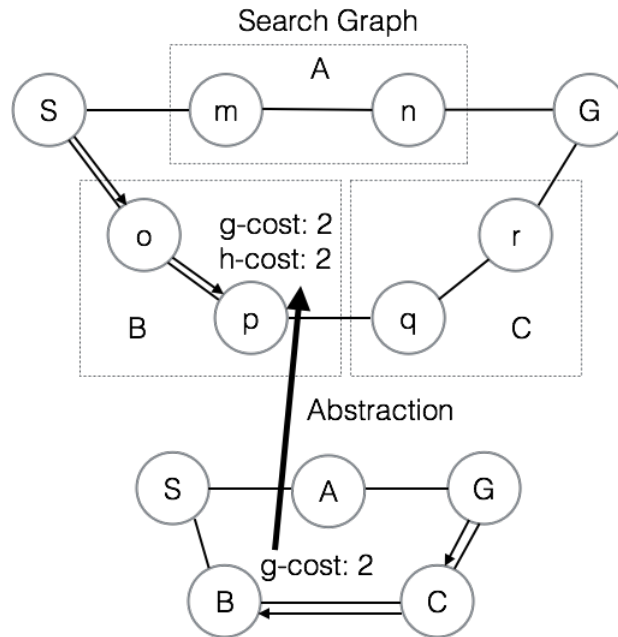 Search Graph
A
S
m
n
G
o
g-cost: 2
h-cost: 2
r
B
p
q
C
Abstraction
S
A
G
g-cost: 2
B
C